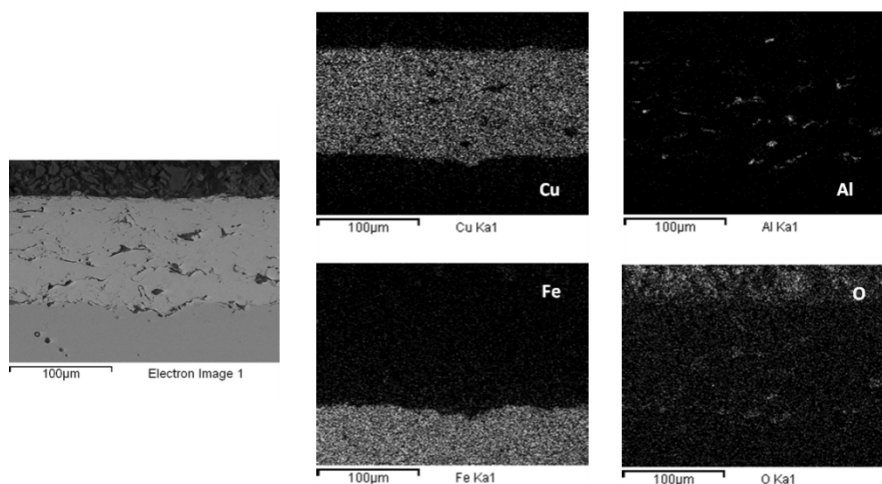 Cu
100μm
Cu Ka1
Al
100μm
Al Ka1
100μm
Electron Image 1
Fe
100μm
Fe Ka1
O
100μm
O Ka1